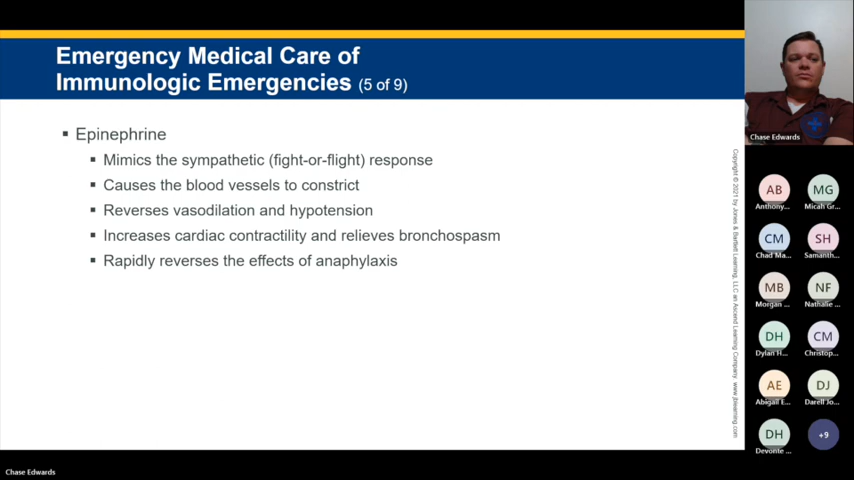 Emergency Medical Care of
Immunologic Emergencies (5 of 9)
▪ Epinephrine
▪ Mimics the sympathetic (fight-or-flight) response
▪ Causes the blood vessels to constrict
▪ Reverses vasodilation and hypotension
▪ Increases cardiac contractility and relieves bronchospasm
▪ Rapidly reverses the effects of anaphylaxis
Copyright © 2021 by Jones & Bartlett Learning, LLC an Ascend Learning Company. www.jblearning.com
Chase Edwards
AB
MG
Anthony...
Micah Gr...
CM
SH
Chad Ma...
Samanth...
MB
NF
Morgan ...
Nathalie ...
DH
CM
Dylan H...
Christop...
AE
DJ
Abigail E...
Darell Jo...
DH
+9
Devonte ...
Chase Edwards